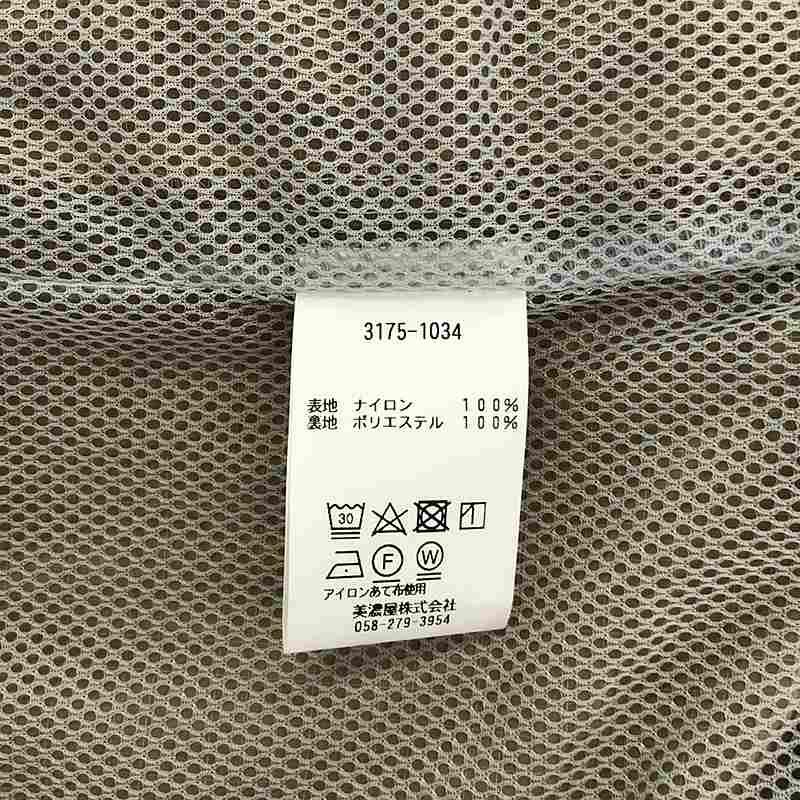 3175-1034
表地 ナイロン 100%
裏地 ポリエステル 100%
30
F W
アイロンあて布使用
美濃屋株式会社
058-279-3954